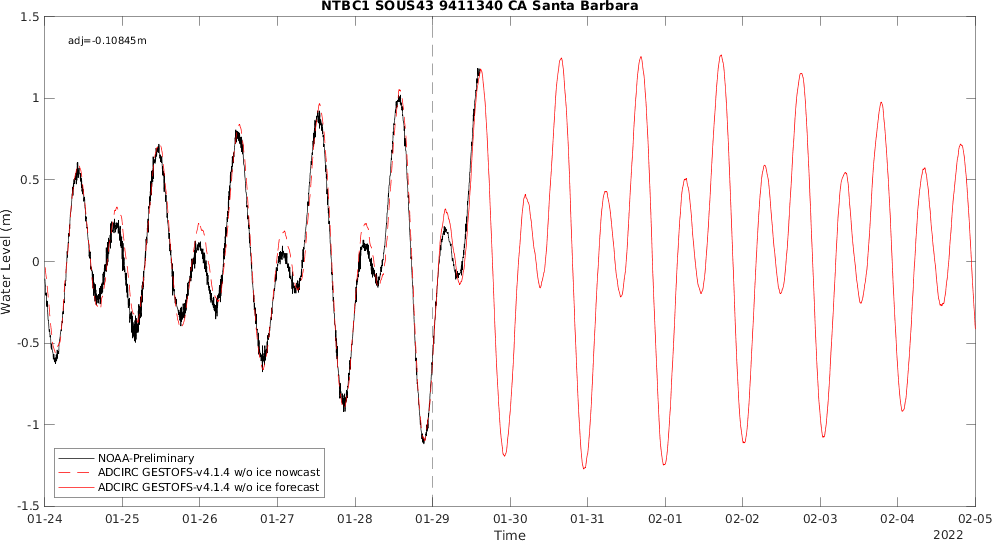 NTBC1 SOUS43 9411340 CA Santa Barbara
1.5
adj=-0.10845m
1
0.5
0
-0.5
-1
-1.5
Water Level (m)
NOAA-Preliminary
ADCIRC GESTOFS-v4.1.4 w/o ice nowcast
ADCIRC GESTOFS-v4.1.4 w/o ice forecast
01-24 01-25 01-26 01-27 01-28 01-29 01-30 01-31 02-01 02-02 02-03 02-04 02-05
Time
2022